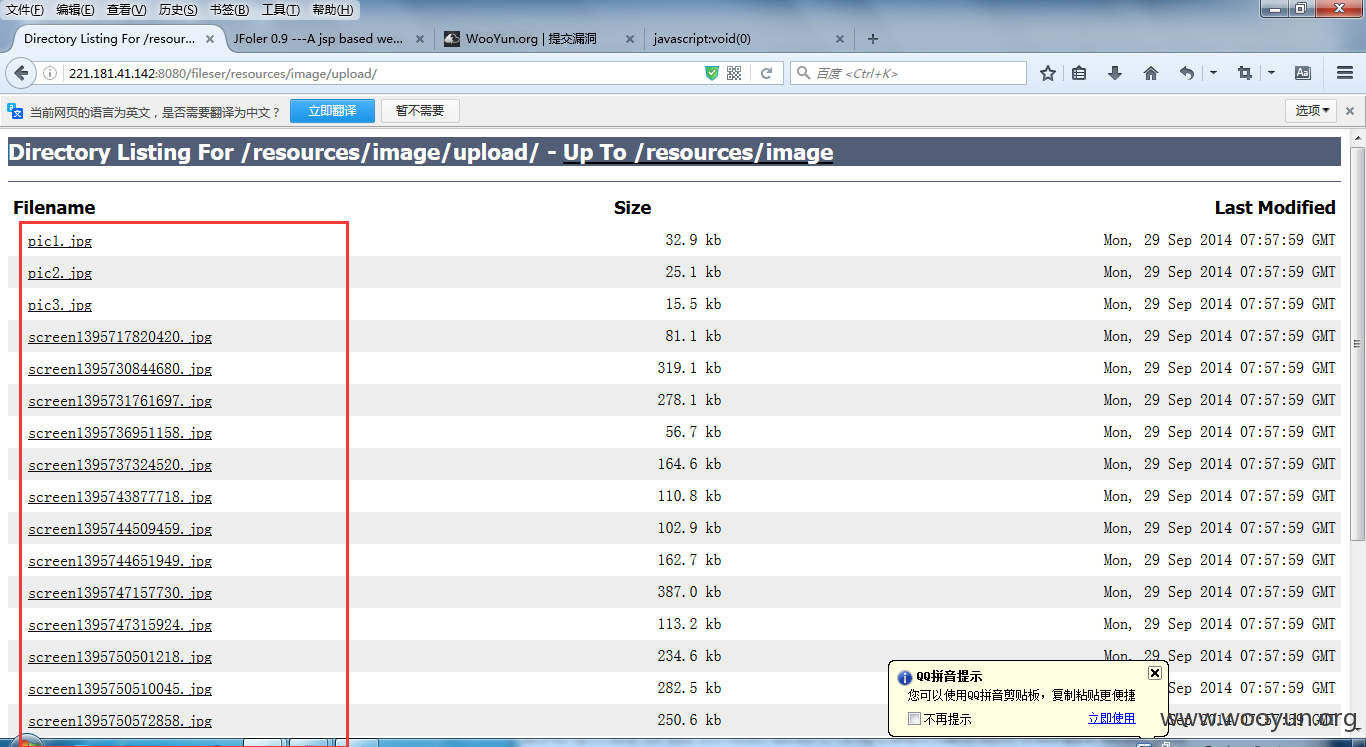 文件(F) 编辑(E) 查看(V) 历史(S) 书签(B) 工具(T) 帮助(H)
Directory Listing For /resour... × JFoler 0.9 ---A jsp based we... × WooYun.org | 提交漏洞 × javascript:void(0) × +
221.181.41.142:8080/fileser/resources/image/upload/ 百度 <Ctrl+K>
当前网页的语言为英文，是否需要翻译为中文？ 立即翻译 暂不需要 选项
Directory Listing For /resources/image/upload/ - Up To /resources/image
Filename Size Last Modified
pic1.jpg 32.9 kb Mon, 29 Sep 2014 07:57:59 GMT
pic2.jpg 25.1 kb Mon, 29 Sep 2014 07:57:59 GMT
pic3.jpg 15.5 kb Mon, 29 Sep 2014 07:57:59 GMT
screen1395717820420.jpg 81.1 kb Mon, 29 Sep 2014 07:57:59 GMT
screen1395730844680.jpg 319.1 kb Mon, 29 Sep 2014 07:57:59 GMT
screen1395731761697.jpg 278.1 kb Mon, 29 Sep 2014 07:57:59 GMT
screen1395736951158.jpg 56.7 kb Mon, 29 Sep 2014 07:57:59 GMT
screen1395737324520.jpg 164.6 kb Mon, 29 Sep 2014 07:57:59 GMT
screen1395743877718.jpg 110.8 kb Mon, 29 Sep 2014 07:57:59 GMT
screen1395744509459.jpg 102.9 kb Mon, 29 Sep 2014 07:57:59 GMT
screen1395744651949.jpg 162.7 kb Mon, 29 Sep 2014 07:57:59 GMT
screen1395747157730.jpg 387.0 kb Mon, 29 Sep 2014 07:57:59 GMT
screen1395747315924.jpg 113.2 kb Mon, 29 Sep 2014 07:57:59 GMT
screen1395750501218.jpg 234.6 kb Mon, 29 Sep 2014 07:57:59 GMT
screen1395750510045.jpg 282.5 kb Sep 2014 07:57:59 GMT
screen1395750572858.jpg 250.6 kb Sep 2014 07:57:59 GMT
QQ拼音提示
您可以使用QQ拼音剪贴板，复制粘贴更便捷
不再提示 立即使用
www.wooyun.org